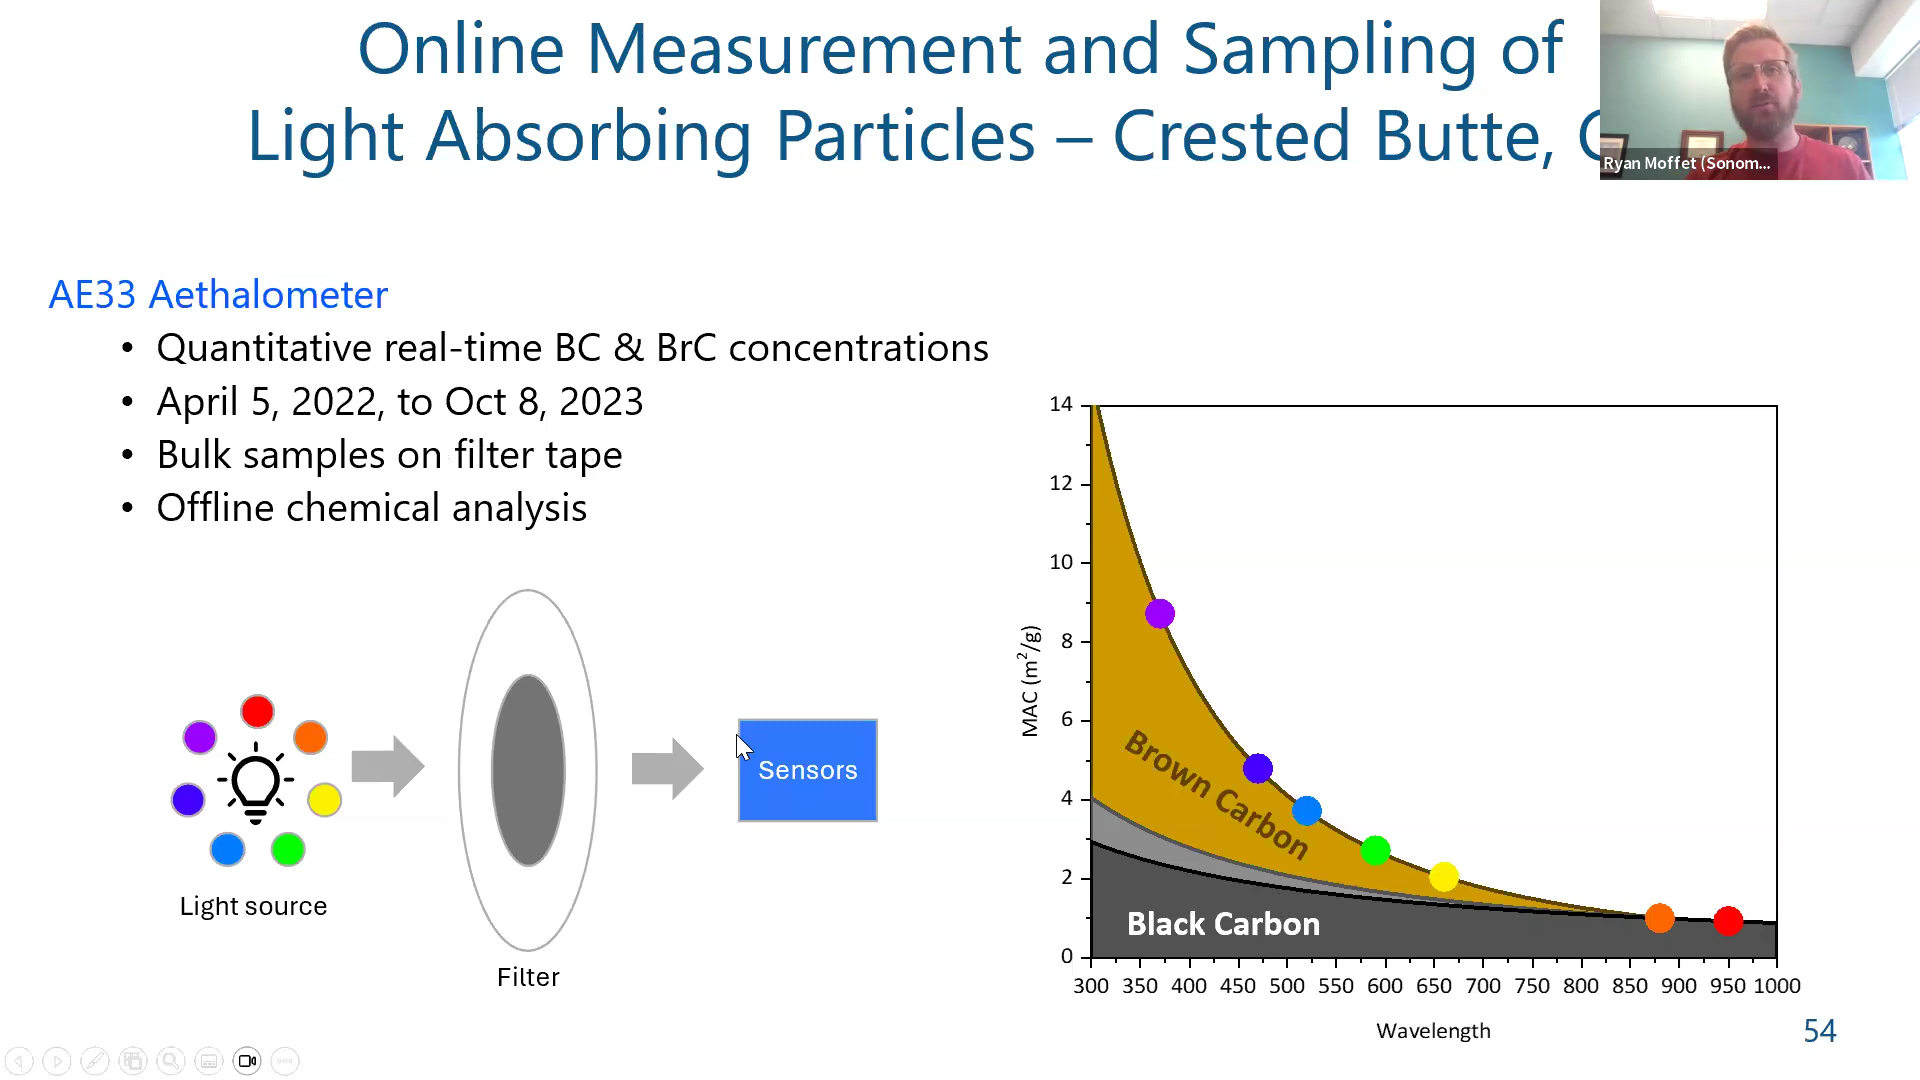 Online Measurement and Sampling of
Light Absorbing Particles – Crested Butte,
Ryan Moffet (Sonom...
AE33 Aethalometer
• Quantitative real-time BC & BrC concentrations
• April 5, 2022, to Oct 8, 2023
• Bulk samples on filter tape
• Offline chemical analysis
Light source
Filter
Sensors
14
12
10
8
6
4
2
0
MAC (m²/g)
Brown Carbon
Black Carbon
300 350 400 450 500 550 600 650 700 750 800 850 900 950 1000
Wavelength
54